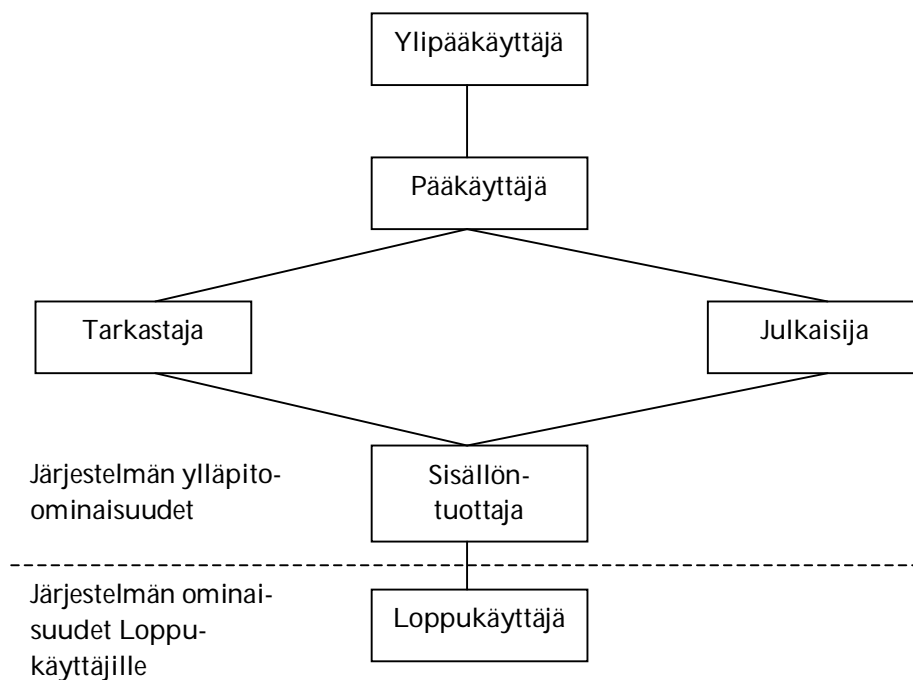 Ylipääkäyttäjä
Pääkäyttäjä
Tarkastaja
Julkaisija
Järjestelmän ylläpito-
ominaisuudet
Sisällön-
tuottaja
Järjestelmän ominai-
suudet Loppu-
käyttäjille
Loppukäyttäjä